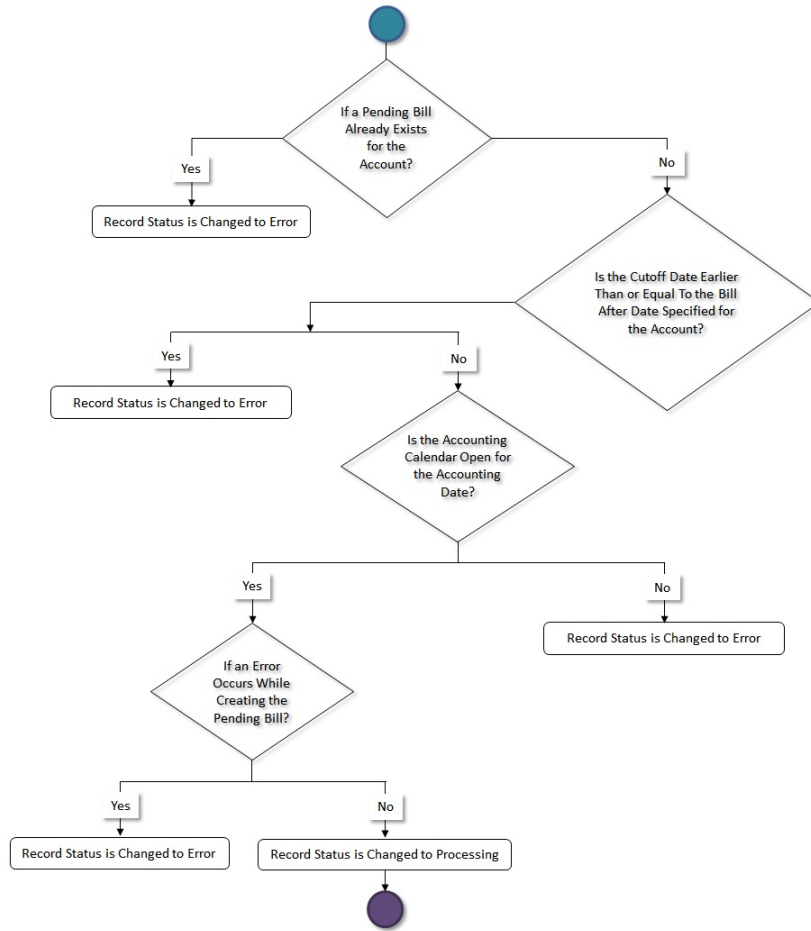 If a Pending Bill
Already Exists
for the
Account?
Yes
No
Record Status is Changed to Error
Is the Cutoff Date Earlier
Than or Equal To the Bill
After Date Specified for
the Account?
Yes
No
Record Status is Changed to Error
Is the Accounting
Calendar Open for
the Accounting
Date?
Yes
No
Record Status is Changed to Error
If an Error
Occurs While
Creating the
Pending Bill?
Yes
No
Record Status is Changed to Error
Record Status is Changed to Processing